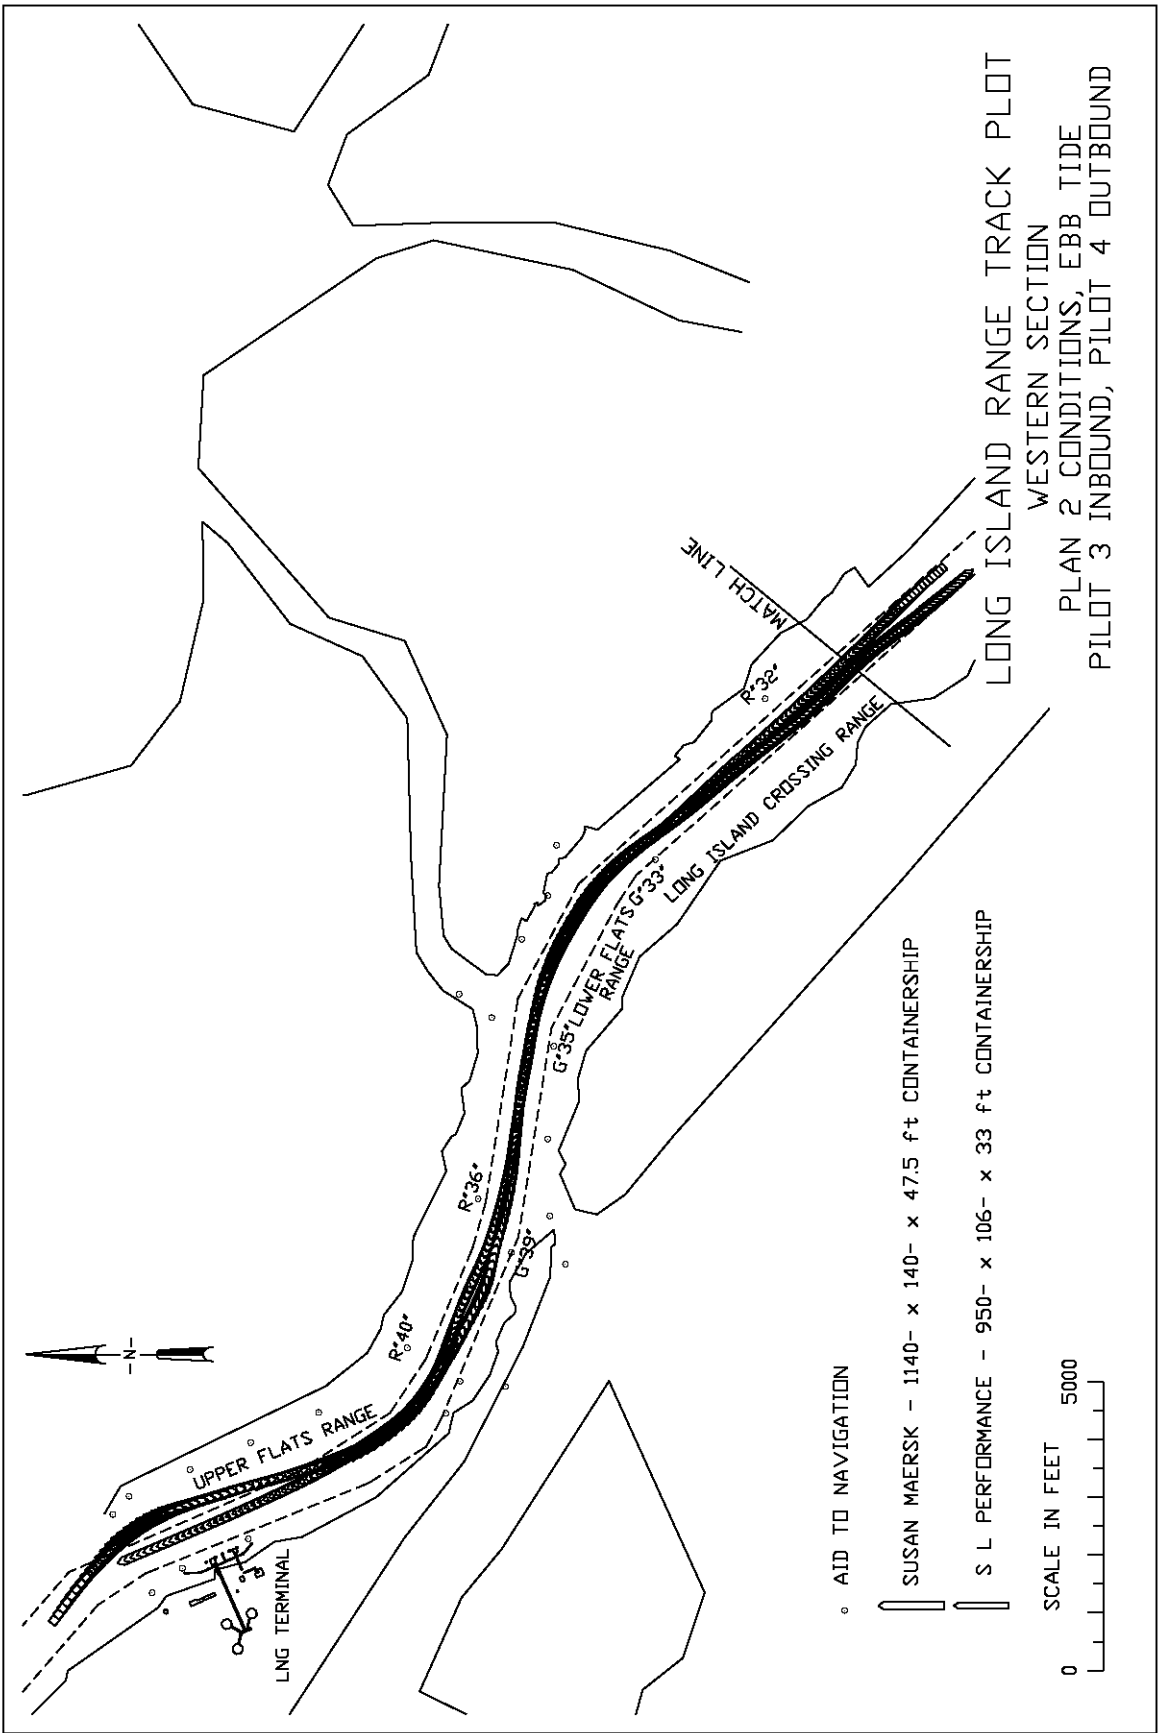 LONG ISLAND RANGE TRACK PLOT
WESTERN SECTION
PLAN 2 CONDITIONS, EBB TIDE
PILOT 3 INBOUND, PILOT 4 OUTBOUND
-N-
UPPER FLATS RANGE
LNG TERMINAL
R"40"
R"36"
G"39"
G"35"
LOWER FLATS
RANGE
G"33"
LONG ISLAND CROSSING RANGE
R"32"
MATCH LINE
AID TO NAVIGATION
SUSAN MAERSK - 1140- x 140- x 47.5 ft CONTAINERSHIP
S L PERFORMANCE - 950- x 106- x 33 ft CONTAINERSHIP
SCALE IN FEET
0 5000